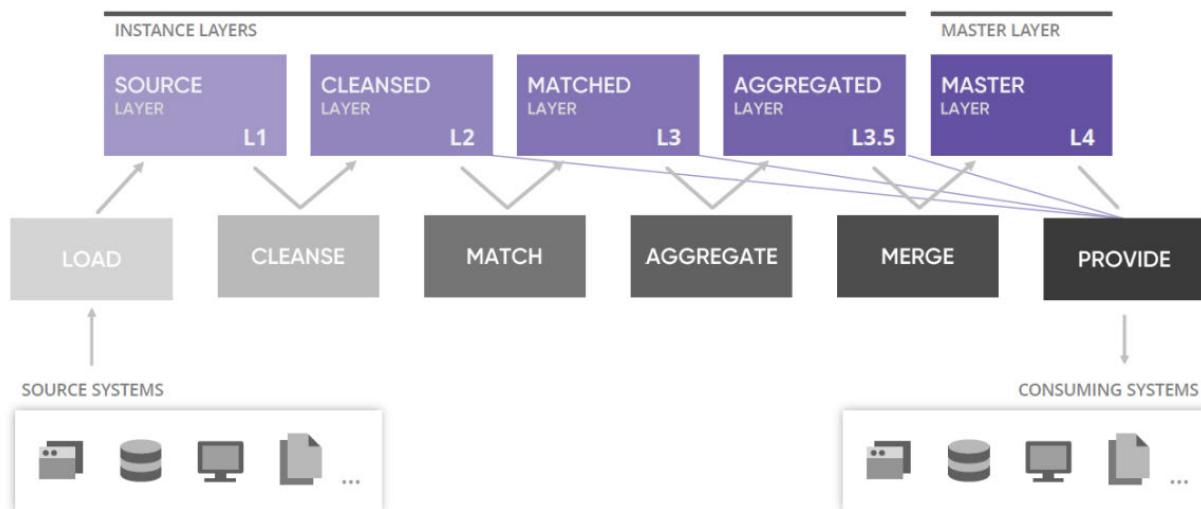 INSTANCE LAYERS
MASTER LAYER
SOURCE
LAYER
L1
CLEANSED
LAYER
L2
MATCHED
LAYER
L3
AGGREGATED
LAYER
L3.5
MASTER
LAYER
L4
LOAD
CLEANSE
MATCH
AGGREGATE
MERGE
PROVIDE
SOURCE SYSTEMS
CONSUMING SYSTEMS
...
...